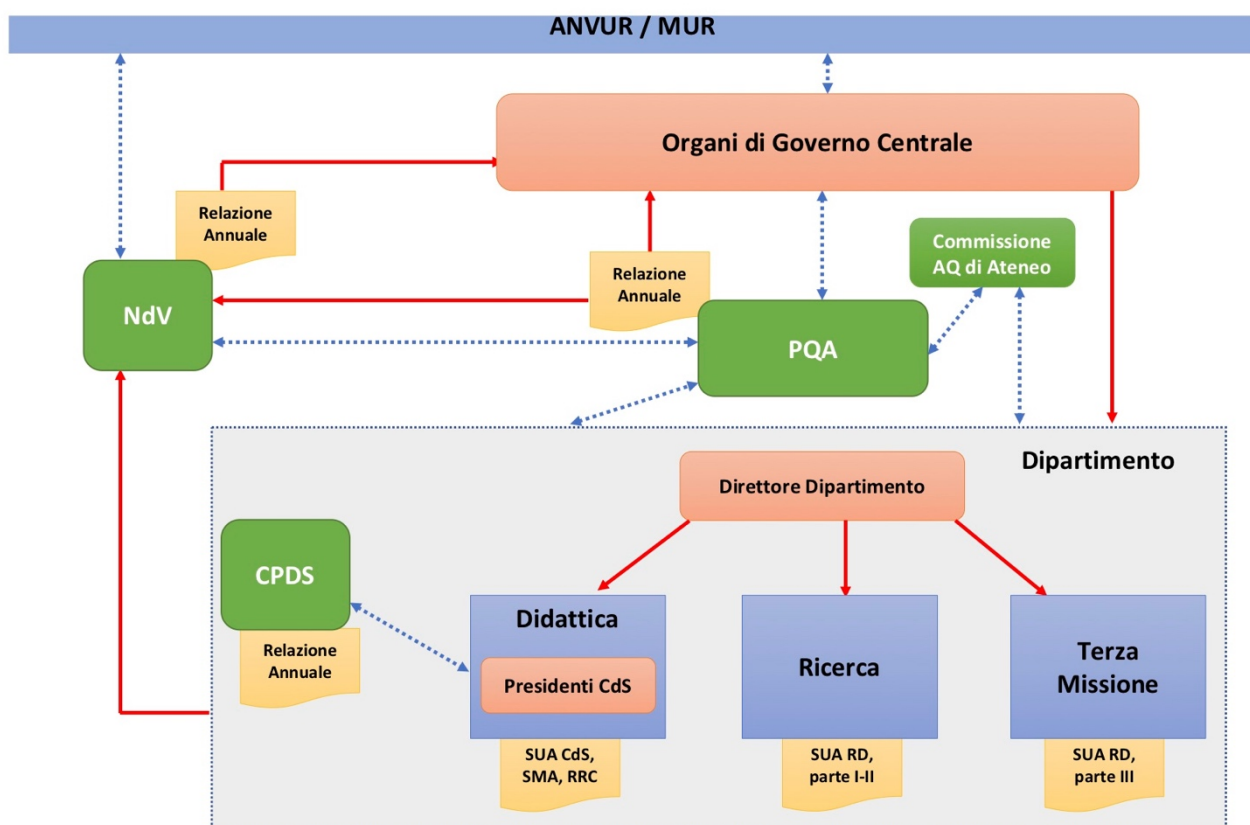 ANVUR / MUR
Organi di Governo Centrale
Relazione
Annuale
Commissione
AQ di Ateneo
Relazione
Annuale
NdV
PQA
Dipartimento
Direttore Dipartimento
CPDS
Relazione
Annuale
Didattica
Presidenti CdS
SUA CdS,
SMA, RRC
Ricerca
SUA RD,
parte I-II
Terza
Missione
SUA RD,
parte III